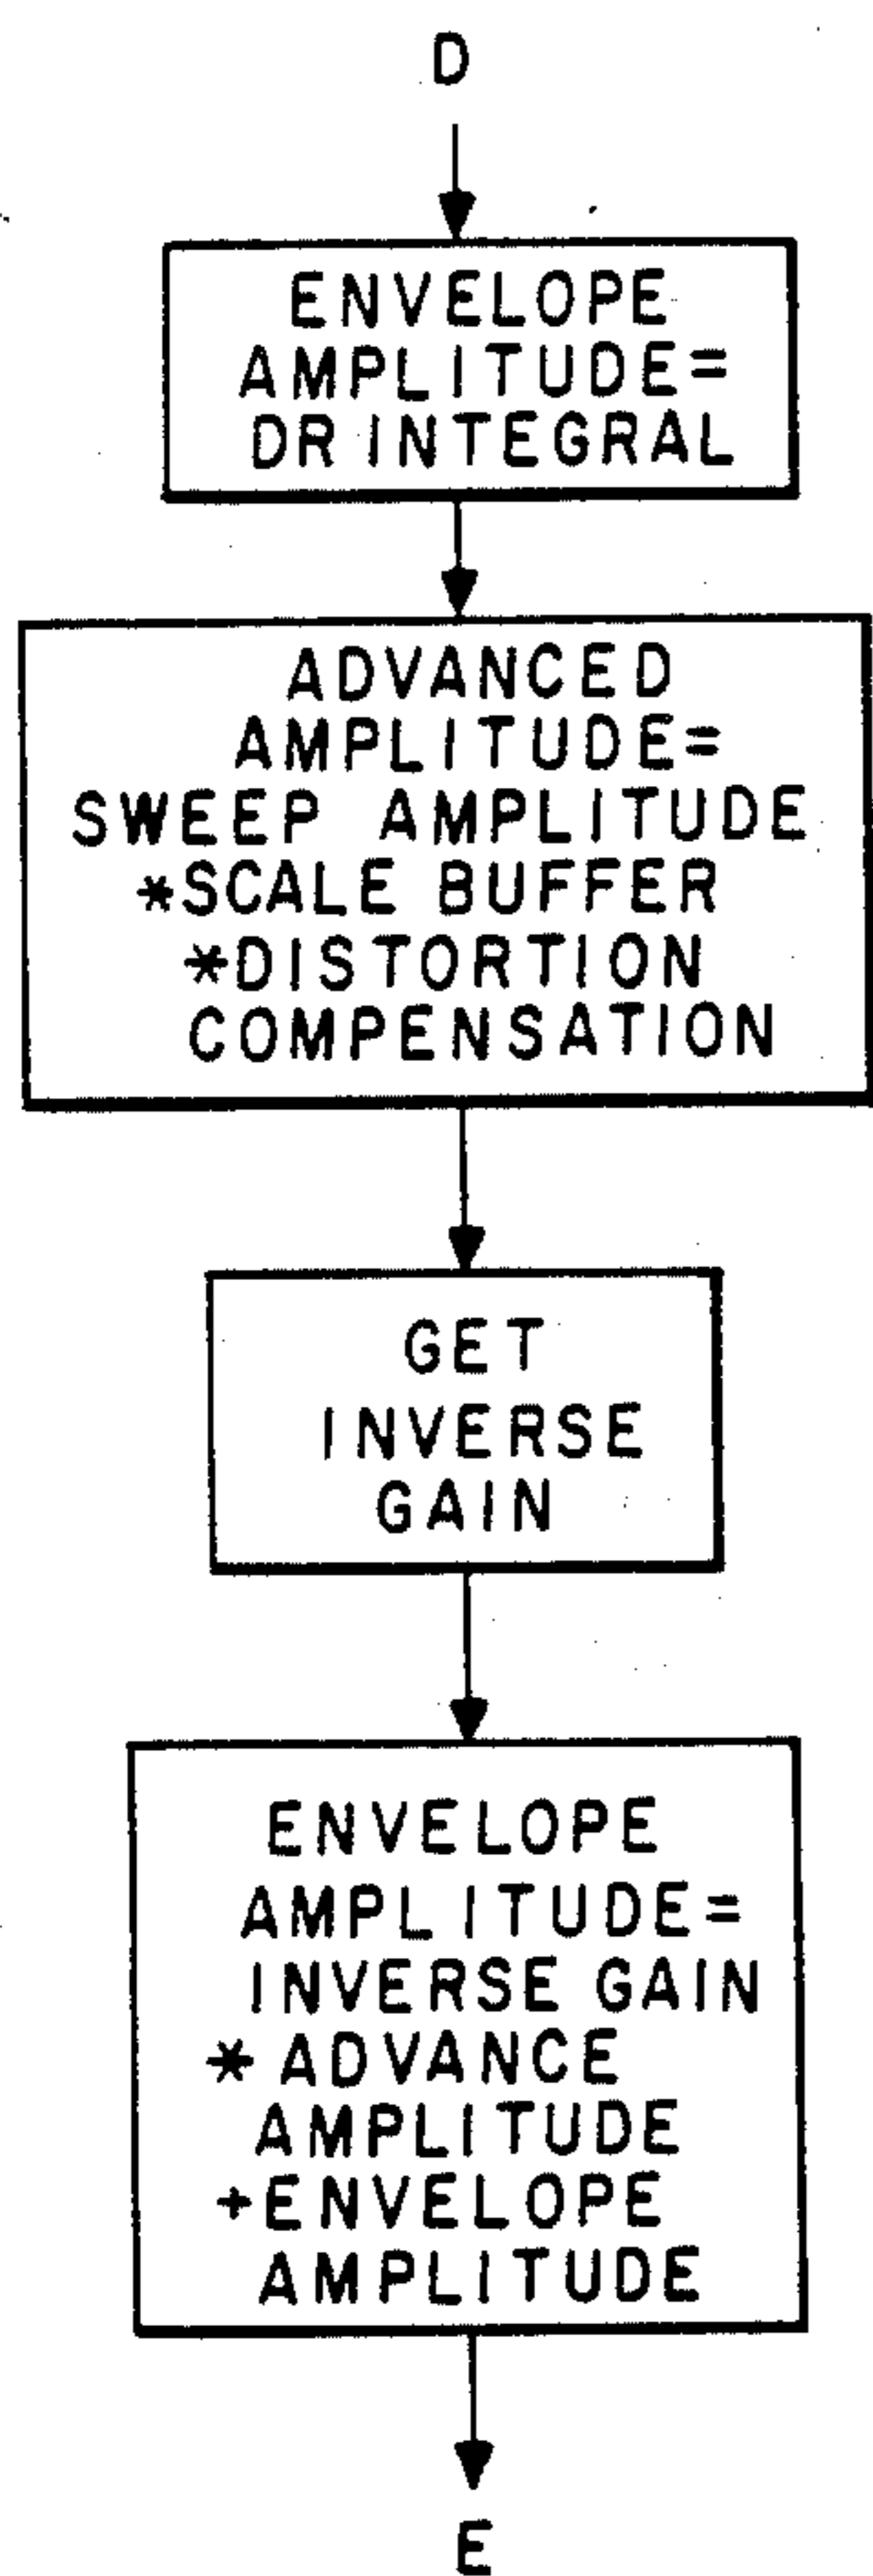 D
ENVELOPE
AMPLITUDE=
DR INTEGRAL
ADVANCED
AMPLITUDE=
SWEEP AMPLITUDE
*SCALE BUFFER
*DISTORTION
COMPENSATION
GET
INVERSE
GAIN
ENVELOPE
AMPLITUDE=
INVERSE GAIN
* ADVANCE
AMPLITUDE
+ENVELOPE
AMPLITUDE
E